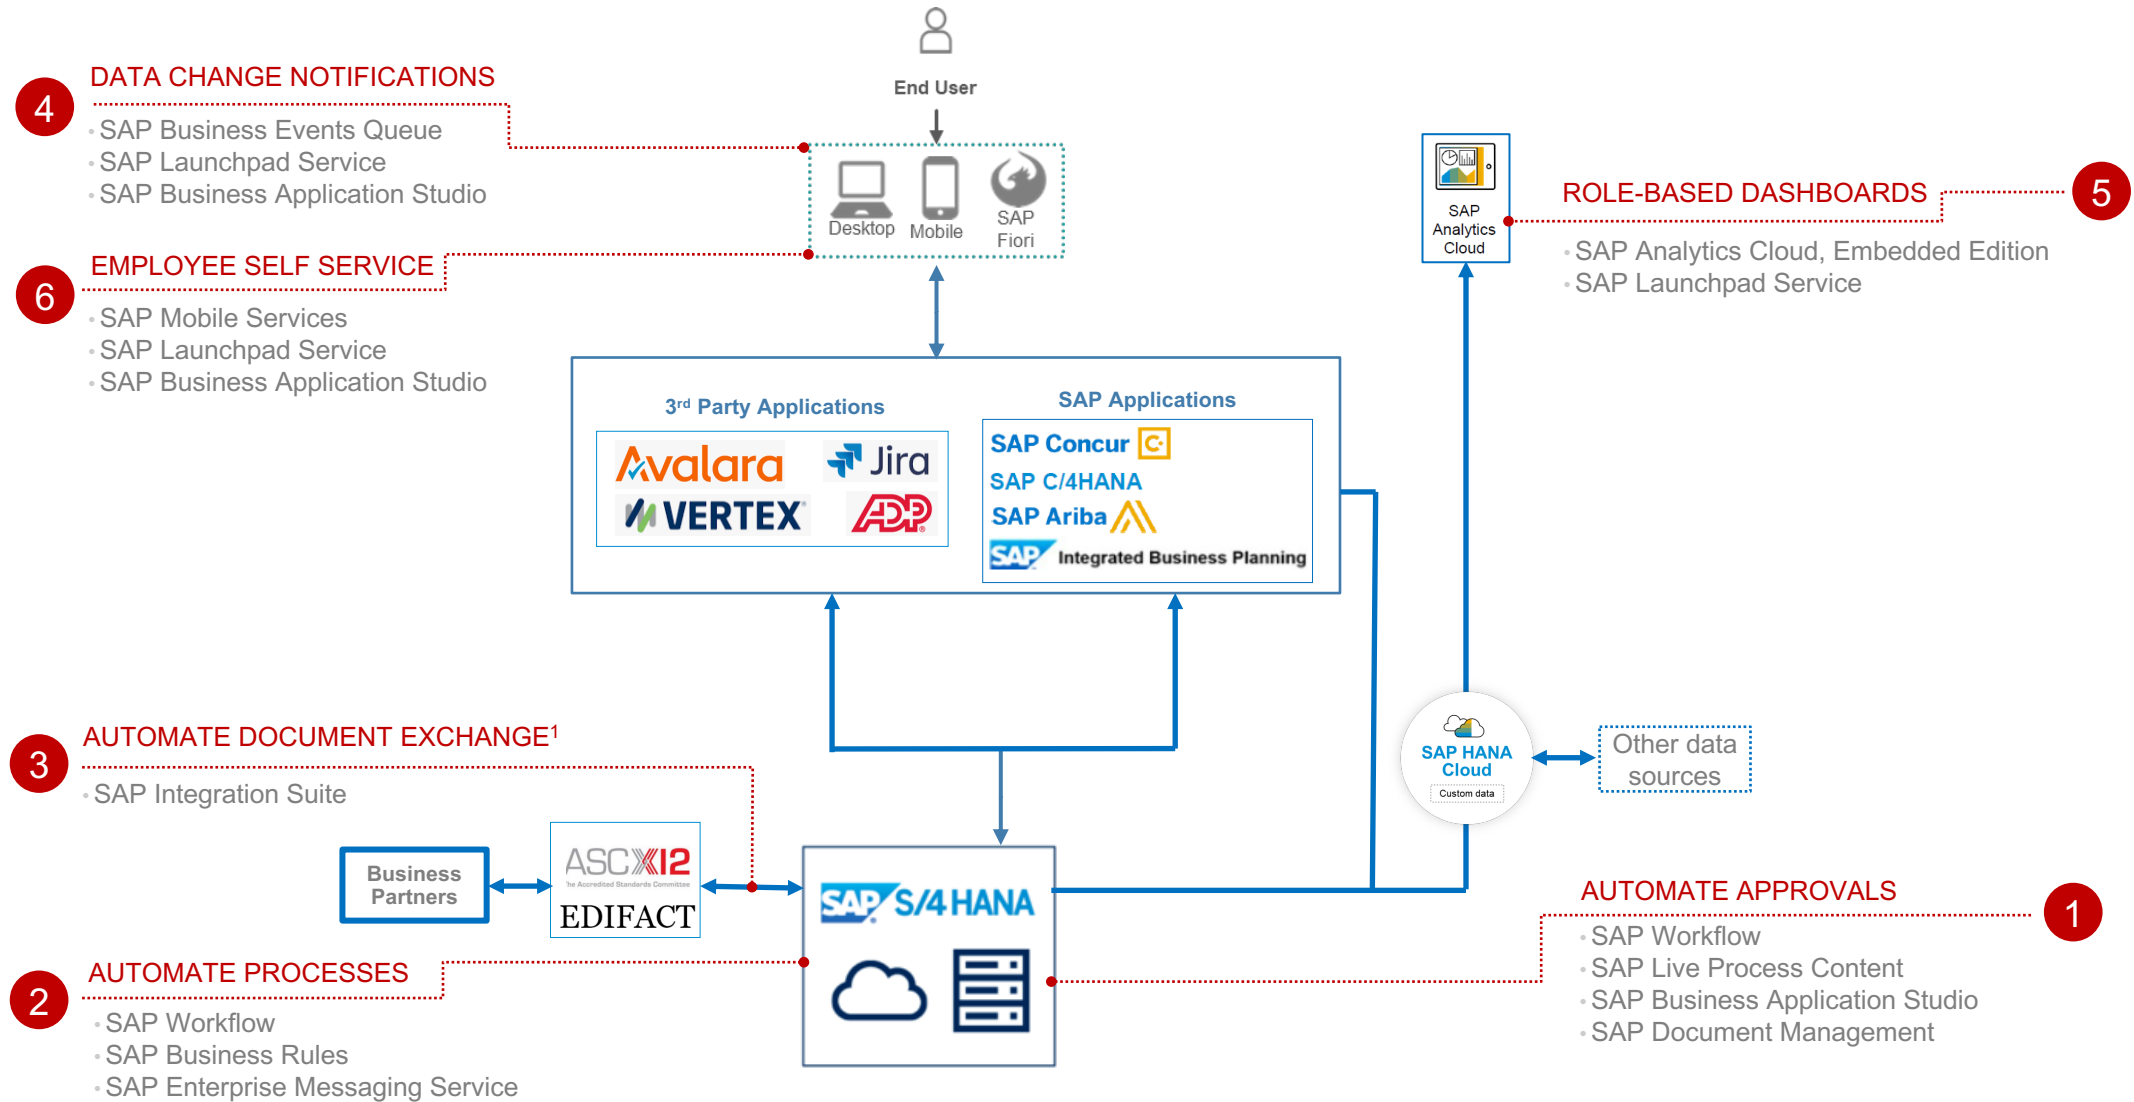 End User
4
DATA CHANGE NOTIFICATIONS
• SAP Business Events Queue
• SAP Launchpad Service
• SAP Business Application Studio
Desktop
Mobile
SAP
Fiori
6
EMPLOYEE SELF SERVICE
• SAP Mobile Services
• SAP Launchpad Service
• SAP Business Application Studio
SAP
Analytics
Cloud
ROLE-BASED DASHBOARDS
5
• SAP Analytics Cloud, Embedded Edition
• SAP Launchpad Service
3rd Party Applications
Avalara
Jira
VERTEX
ADP
SAP Applications
SAP Concur C
SAP C/4HANA
SAP Ariba
SAP Integrated Business Planning
3
AUTOMATE DOCUMENT EXCHANGE1
• SAP Integration Suite
SAP HANA
Cloud
Custom data
Other data
sources
Business
Partners
ASCX12
The Accredited Standards Committee
EDIFACT
SAP S/4HANA
2
AUTOMATE PROCESSES
• SAP Workflow
• SAP Business Rules
• SAP Enterprise Messaging Service
AUTOMATE APPROVALS
1
• SAP Workflow
• SAP Live Process Content
• SAP Business Application Studio
• SAP Document Management